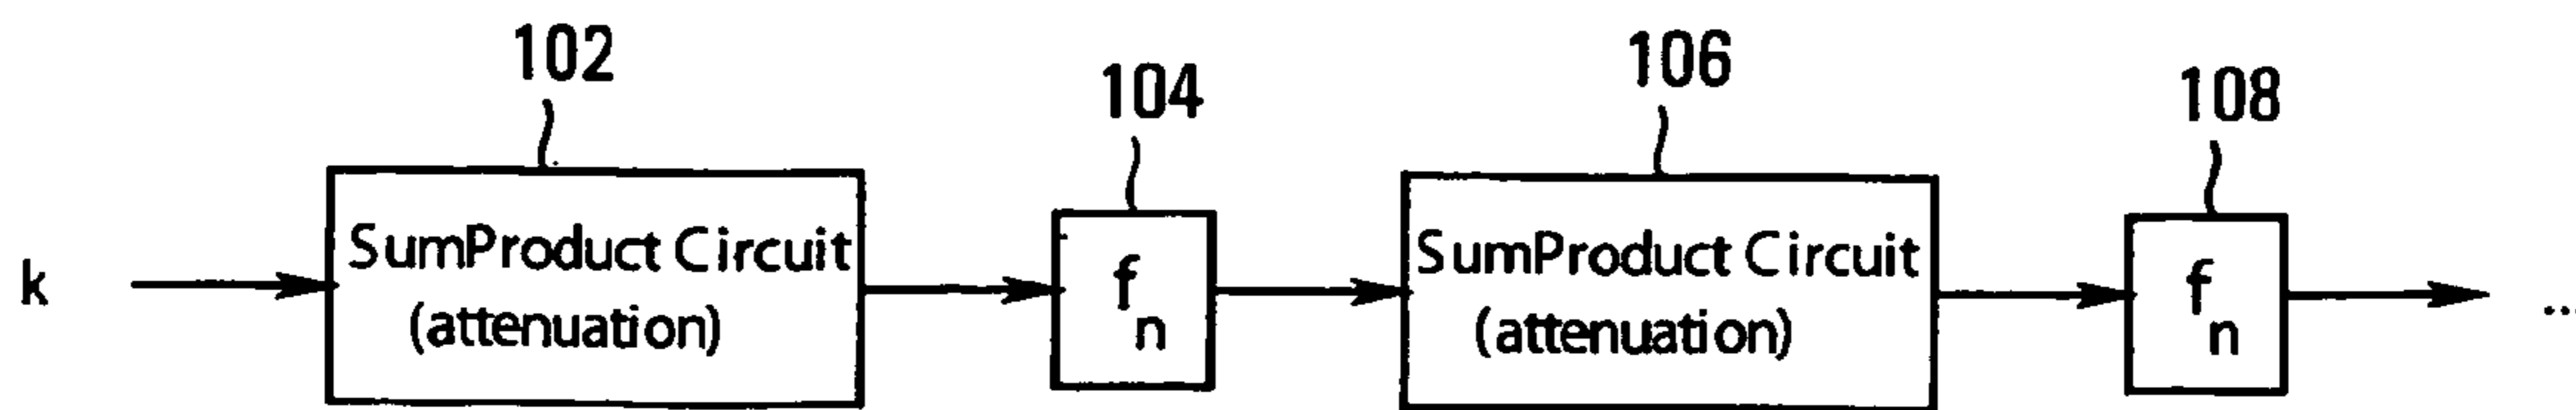 102
104
106
108
k
SumProduct Circuit
(attenuation)
f
n
SumProduct Circuit
(attenuation)
f
n
...